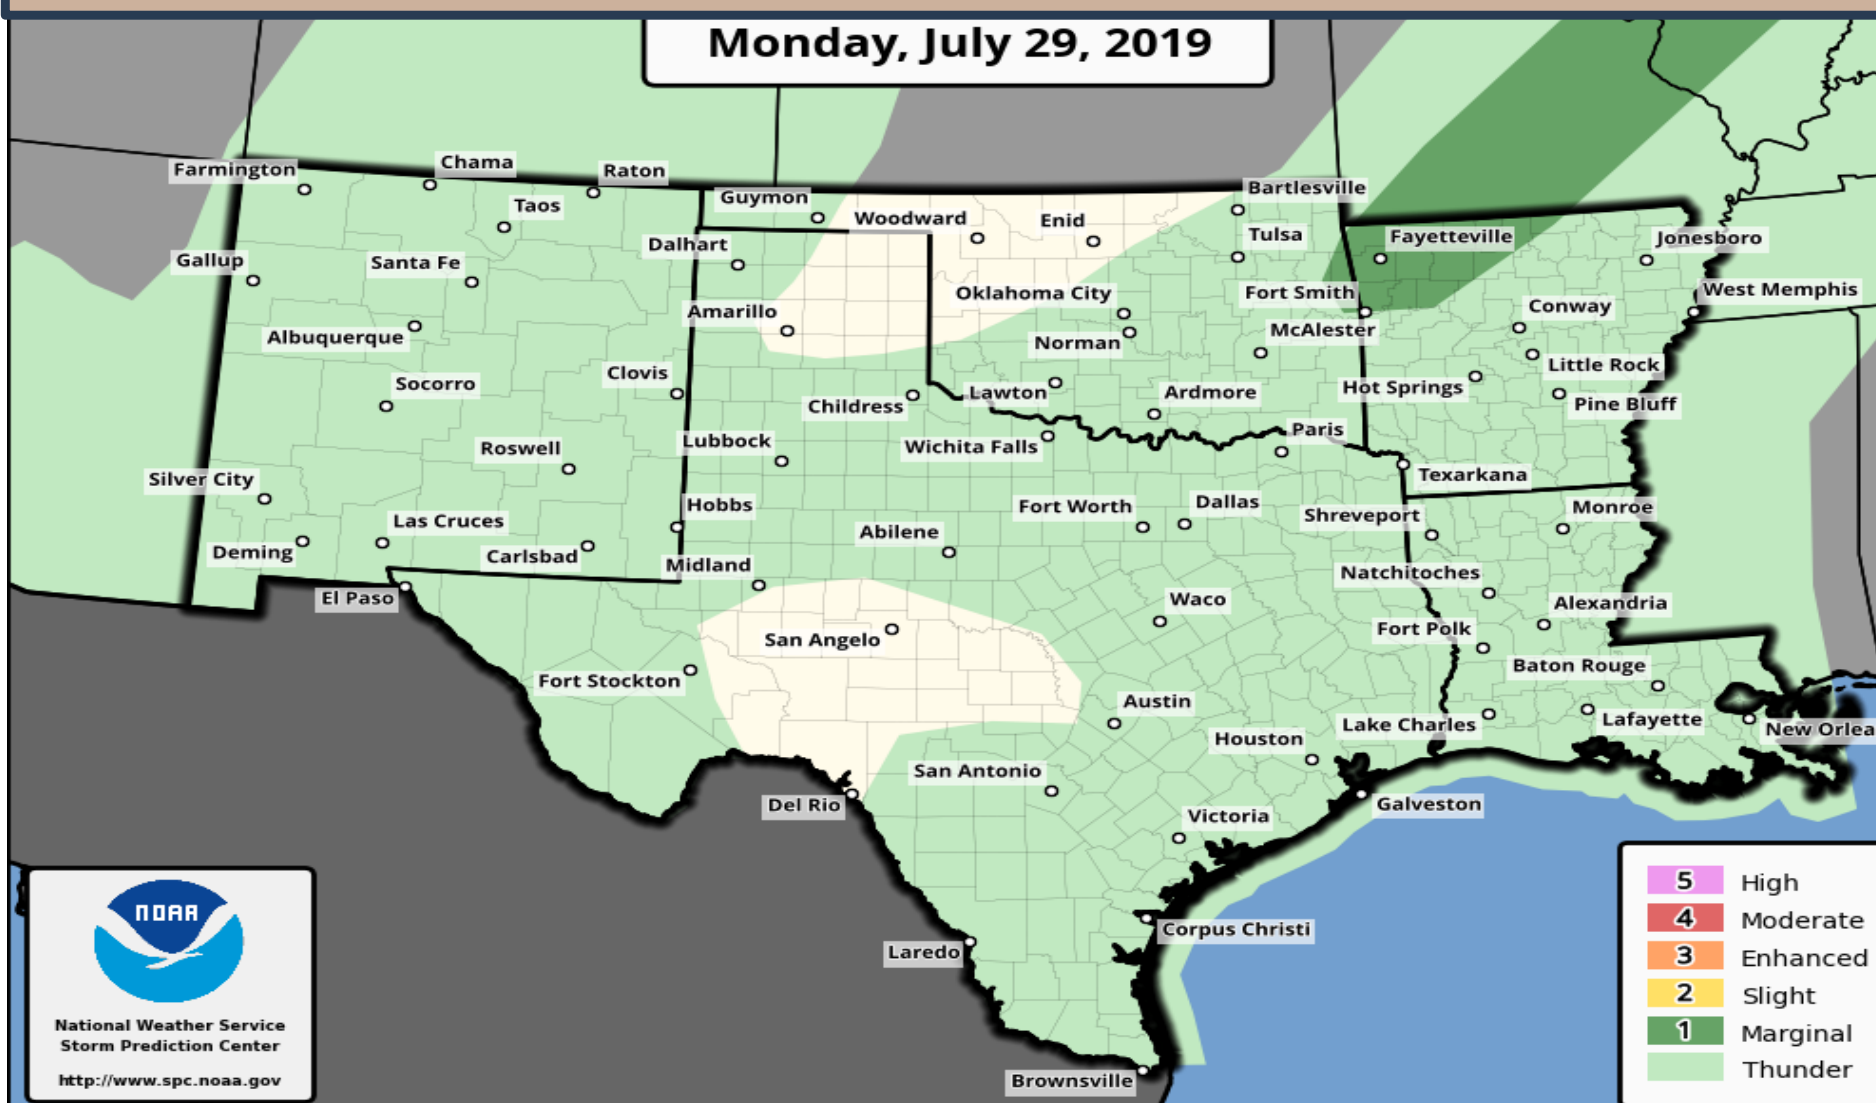 Monday, July 29, 2019
Farmington
Chama
Raton
Taos
Guymon
Woodward
Enid
Bartlesville
Dalhart
Tulsa
Fayetteville
Jonesboro
Gallup
Santa Fe
Oklahoma City
Fort Smith
West Memphis
Amarillo
Conway
Albuquerque
Norman
McAlester
Little Rock
Clovis
Socorro
Childress
Lawton
Ardmore
Hot Springs
Pine Bluff
Lubbock
Wichita Falls
Paris
Roswell
Texarkana
Silver City
Hobbs
Fort Worth
Dallas
Shreveport
Monroe
Las Cruces
Abilene
Deming
Carlsbad
Midland
Natchitoches
El Paso
Waco
Alexandria
San Angelo
Fort Polk
Fort Stockton
Baton Rouge
Austin
Lake Charles
Lafayette
New Orlea
Houston
San Antonio
Del Rio
Galveston
Victoria
Corpus Christi
Laredo
Brownsville
NOAA
National Weather Service
Storm Prediction Center
http://www.spc.noaa.gov
5 High
4 Moderate
3 Enhanced
2 Slight
1 Marginal
Thunder